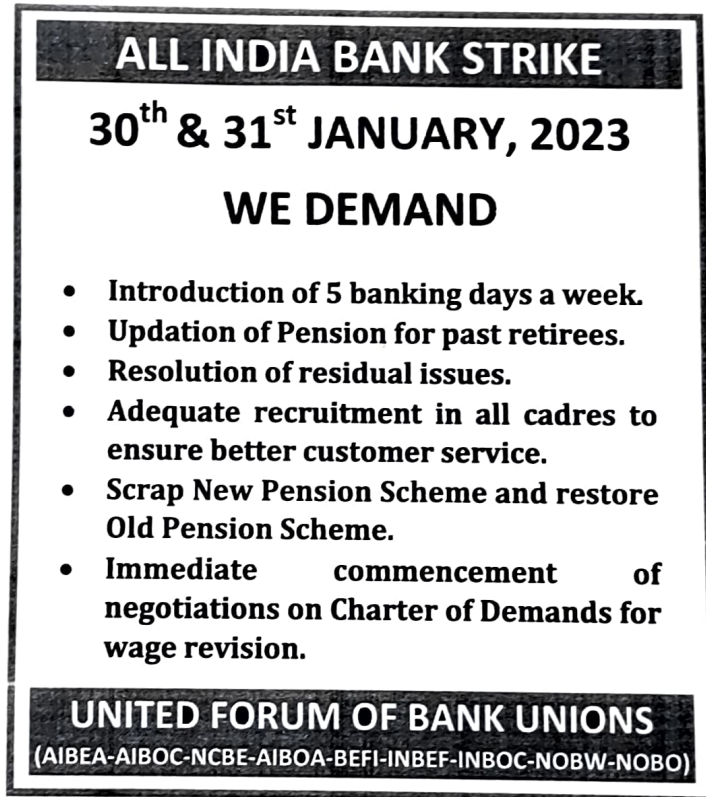 ALL INDIA BANK STRIKE
30th & 31st JANUARY, 2023
WE DEMAND
• Introduction of 5 banking days a week.
• Updation of Pension for past retirees.
• Resolution of residual issues.
• Adequate recruitment in all cadres to
ensure better customer service.
• Scrap New Pension Scheme and restore
Old Pension Scheme.
• Immediate commencement of
negotiations on Charter of Demands for
wage revision.
UNITED FORUM OF BANK UNIONS
(AIBEA-AIBOC-NCBE-AIBOA-BEFI-INBEF-INBOC-NOBW-NOBO)